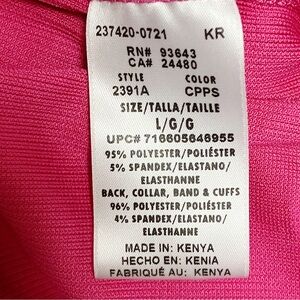 237420-0721 KR
RN# 93643
CA# 24480
STYLE COLOR
2391A CPPS
SIZE/TALLA/TAILLE
L/G/G
UPC# 716605646955
95% POLYESTER/POLIÉSTER
5% SPANDEX/ELASTANO/
ELASTHANNE
BACK, COLLAR, BAND & CUFFS
96% POLYESTER/POLIÉSTER
4% SPANDEX/ELASTANO/
ELASTHANNE
MADE IN: KENYA
HECHO EN: KENIA
FABRIQUÉ AU: KENYA